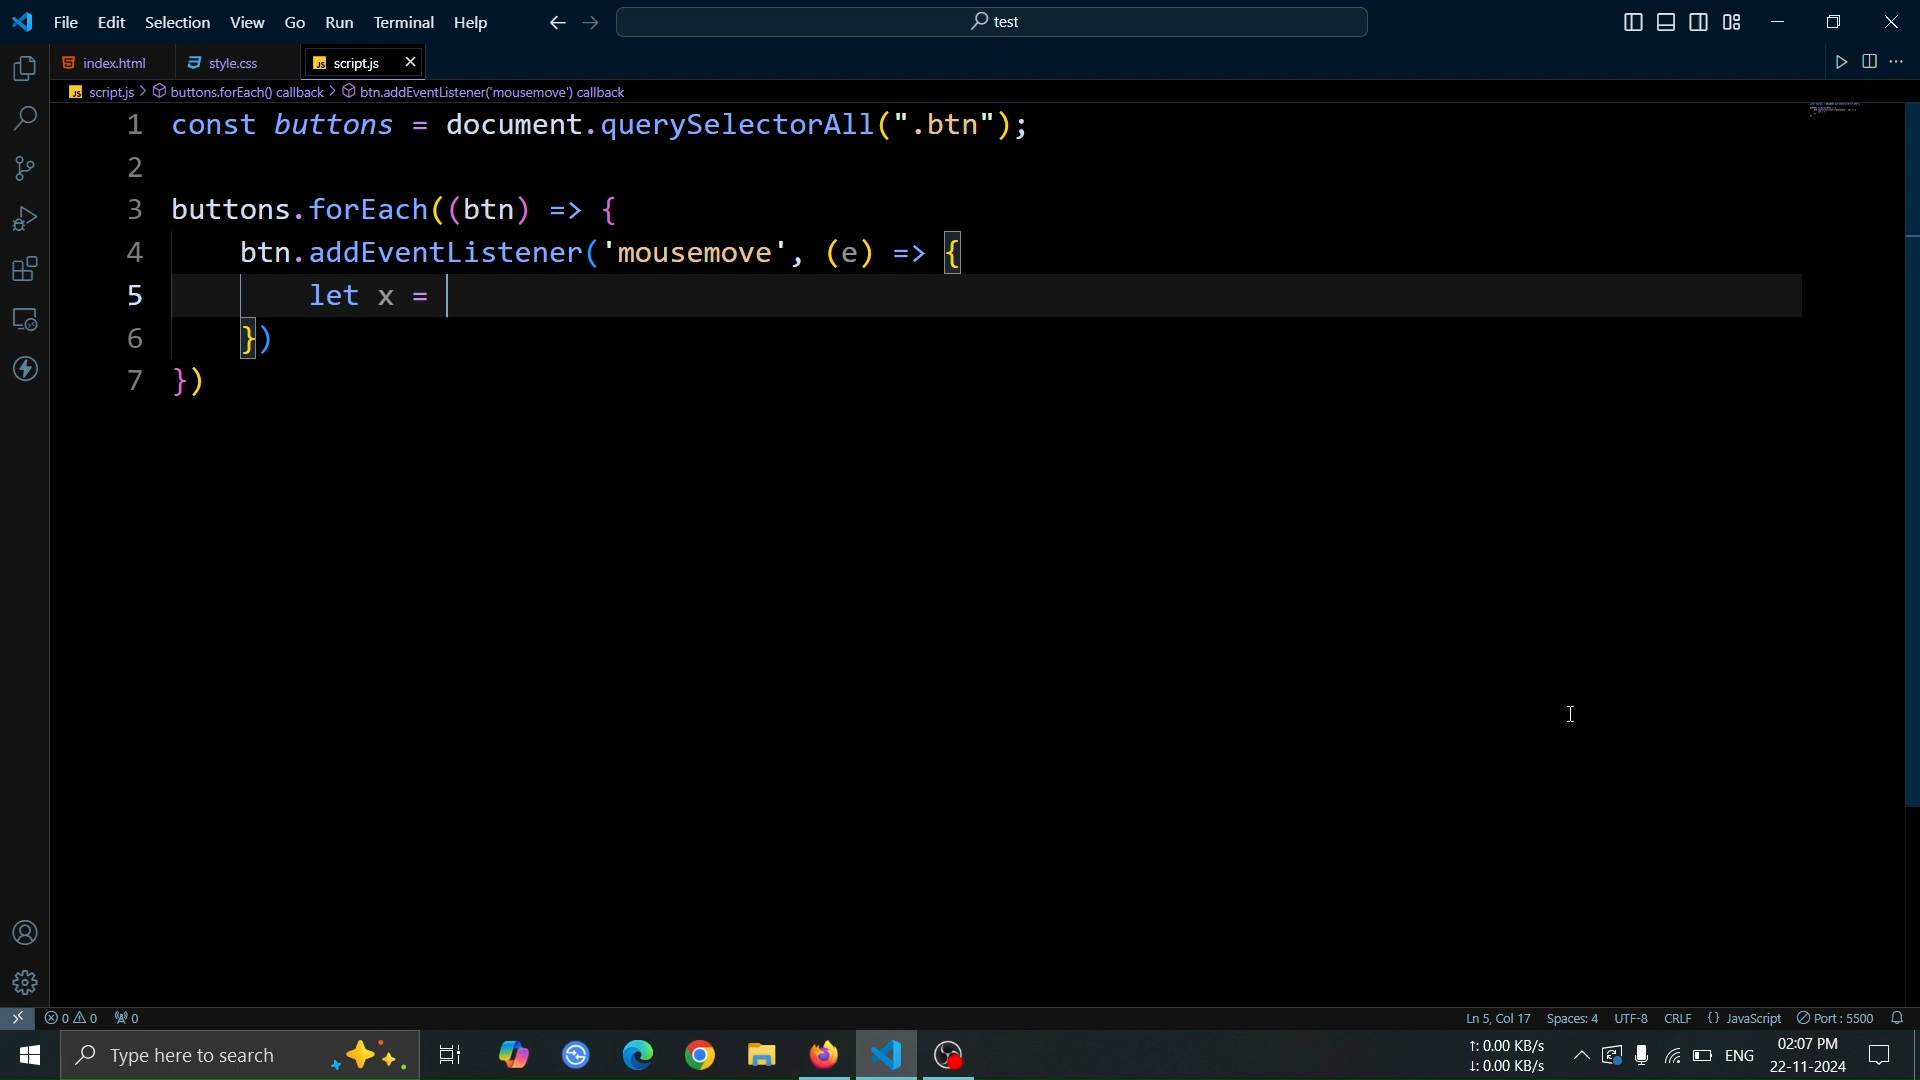 File Edit Selection View Go Run Terminal Help
test
index.html style.css script.js
script.js > buttons.forEach() callback > btn.addEventListener('mousemove') callback
1 const buttons = document.querySelectorAll(".btn");
2
3 buttons.forEach((btn) => {
4 btn.addEventListener('mousemove', (e) => {
5 let x =
6 })
7 })
0 0 0
Ln 5, Col 17 Spaces: 4 UTF-8 CRLF {} JavaScript Port : 5500
Type here to search
↑: 0.00 KB/s
↓: 0.00 KB/s
ENG
02:07 PM
22-11-2024